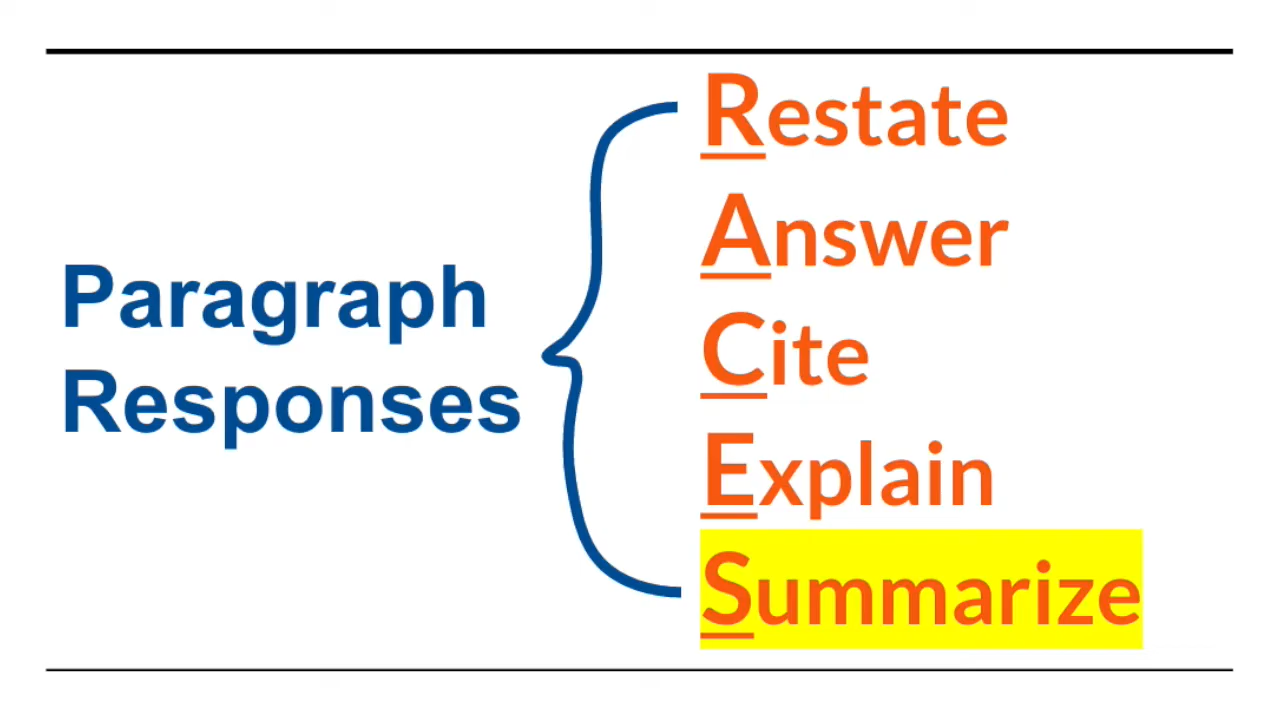 Paragraph
Responses
Restate
Answer
Cite
Explain
Summarize